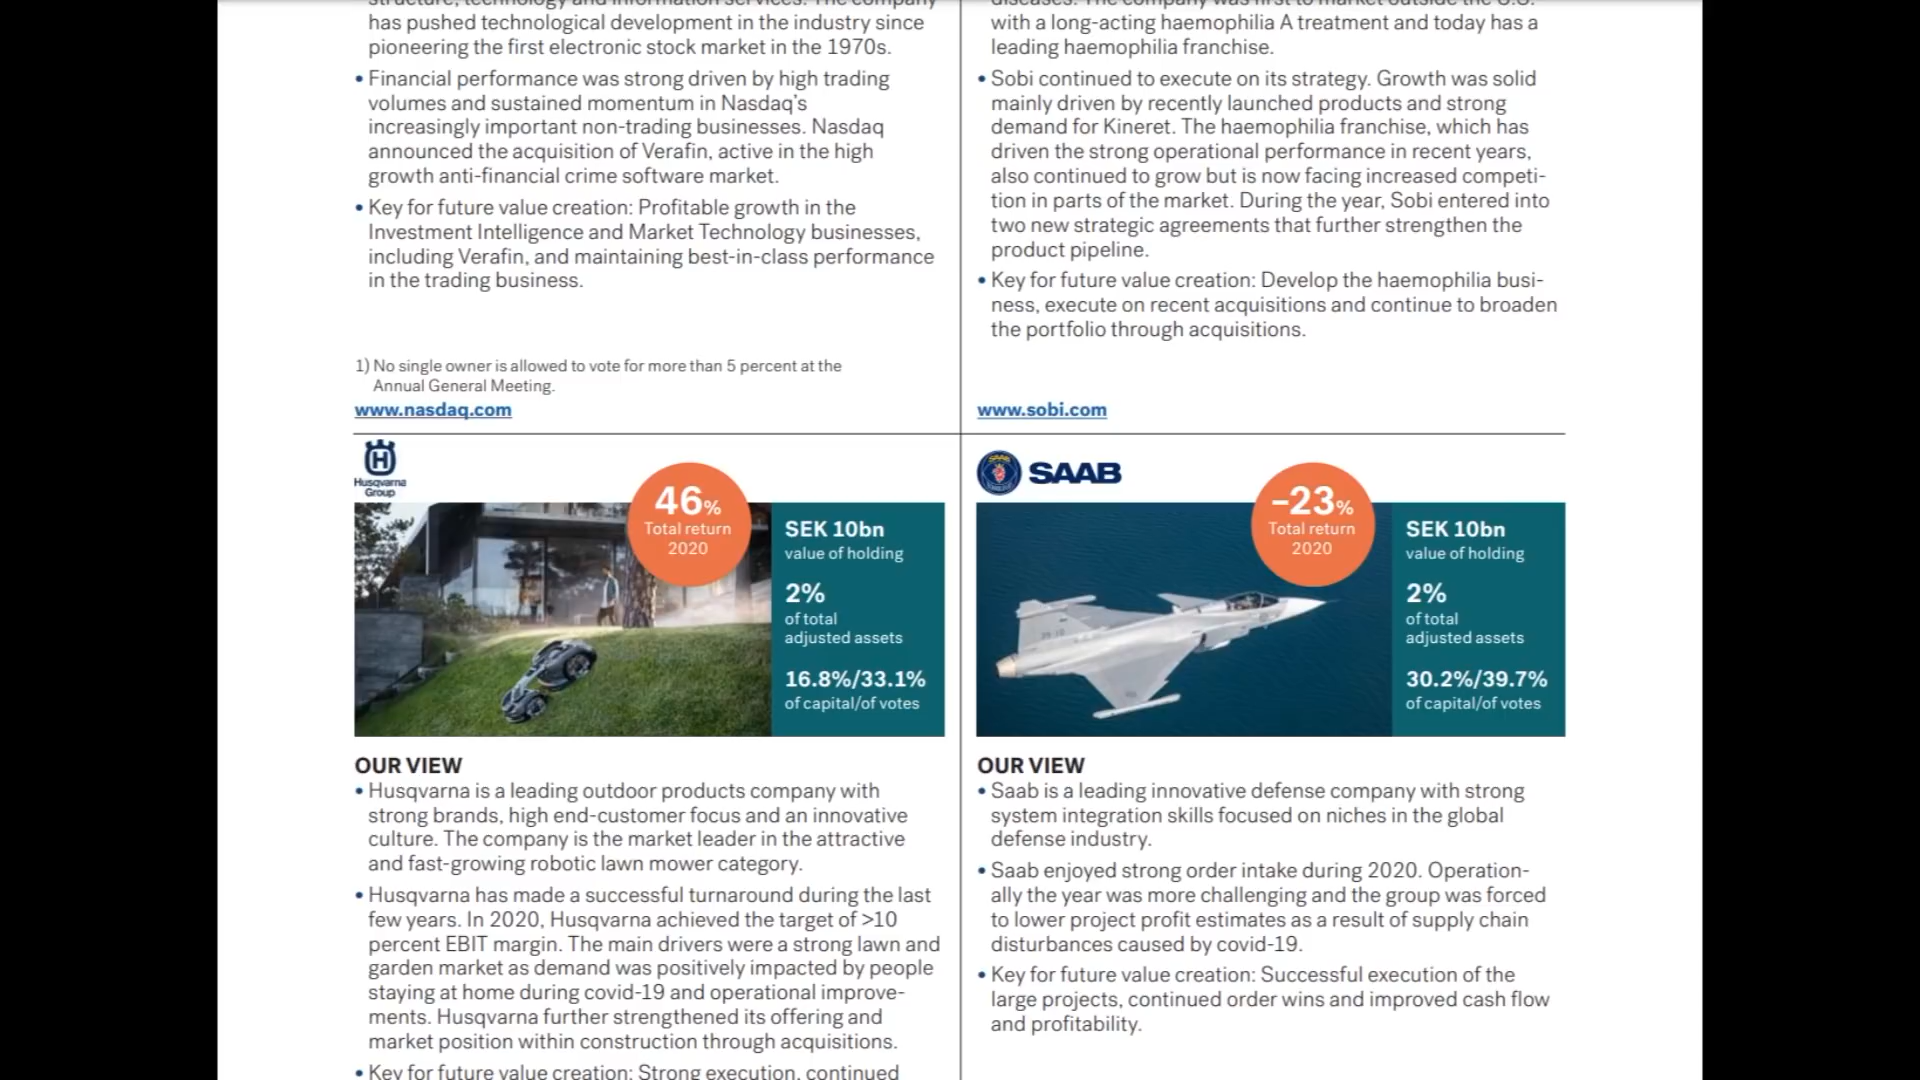 structure, technology and information services. The company
has pushed technological development in the industry since
pioneering the first electronic stock market in the 1970s.
• Financial performance was strong driven by high trading
volumes and sustained momentum in Nasdaq's
increasingly important non-trading businesses. Nasdaq
announced the acquisition of Verafin, active in the high
growth anti-financial crime software market.
• Key for future value creation: Profitable growth in the
Investment Intelligence and Market Technology businesses,
including Verafin, and maintaining best-in-class performance
in the trading business.
1) No single owner is allowed to vote for more than 5 percent at the
Annual General Meeting.
www.nasdaq.com
diseases. The company was first to market outside the U.S.
with a long-acting haemophilia A treatment and today has a
leading haemophilia franchise.
• Sobi continued to execute on its strategy. Growth was solid
mainly driven by recently launched products and strong
demand for Kineret. The haemophilia franchise, which has
driven the strong operational performance in recent years,
also continued to grow but is now facing increased competi-
tion in parts of the market. During the year, Sobi entered into
two new strategic agreements that further strengthen the
product pipeline.
• Key for future value creation: Develop the haemophilia busi-
ness, execute on recent acquisitions and continue to broaden
the portfolio through acquisitions.
www.sobi.com
H
Husqvarna
Group
46%
Total return
2020
SEK 10bn
value of holding
2%
of total
adjusted assets
16.8%/33.1%
of capital/of votes
OUR VIEW
• Husqvarna is a leading outdoor products company with
strong brands, high end-customer focus and an innovative
culture. The company is the market leader in the attractive
and fast-growing robotic lawn mower category.
• Husqvarna has made a successful turnaround during the last
few years. In 2020, Husqvarna achieved the target of >10
percent EBIT margin. The main drivers were a strong lawn and
garden market as demand was positively impacted by people
staying at home during covid-19 and operational improve-
ments. Husqvarna further strengthened its offering and
market position within construction through acquisitions.
• Key for future value creation: Strong execution, continued
SAAB
SAAB
-23%
Total return
2020
SEK 10bn
value of holding
2%
of total
adjusted assets
30.2%/39.7%
of capital/of votes
OUR VIEW
• Saab is a leading innovative defense company with strong
system integration skills focused on niches in the global
defense industry.
• Saab enjoyed strong order intake during 2020. Operation-
ally the year was more challenging and the group was forced
to lower project profit estimates as a result of supply chain
disturbances caused by covid-19.
• Key for future value creation: Successful execution of the
large projects, continued order wins and improved cash flow
and profitability.